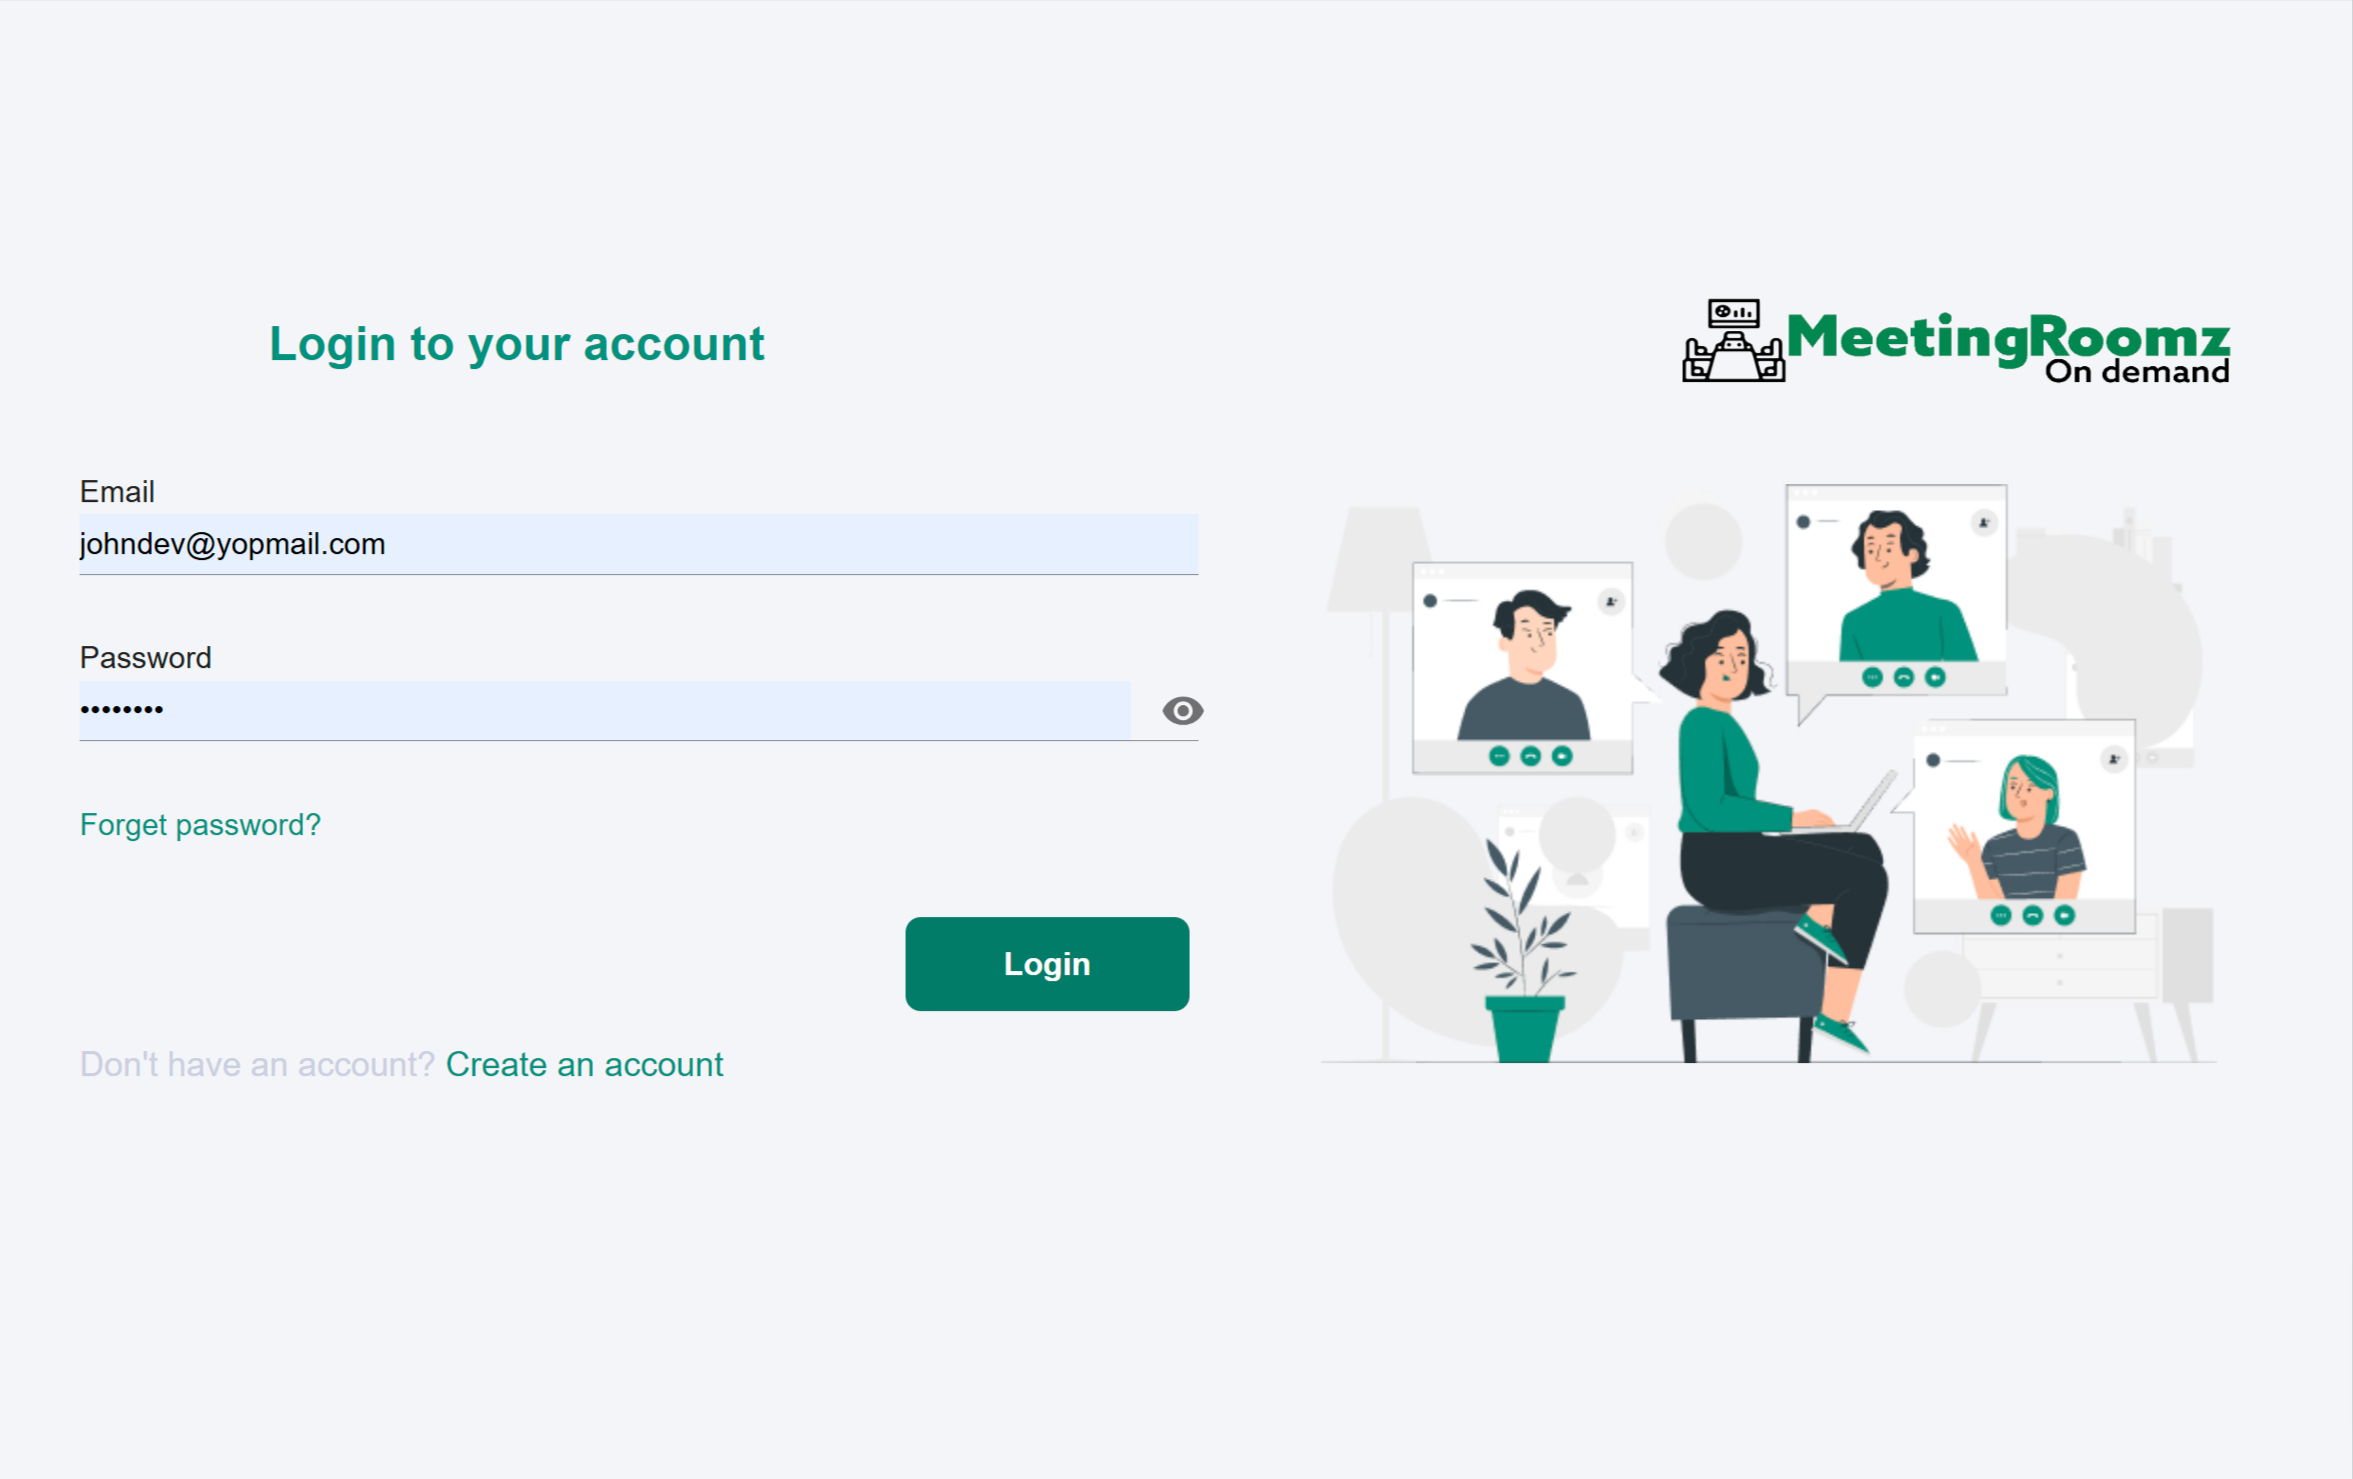 Login to your account
MeetingRoomz
On demand
Email
johndev@yopmail.com
Password
••••••••
Forget password?
Login
Don't have an account? Create an account